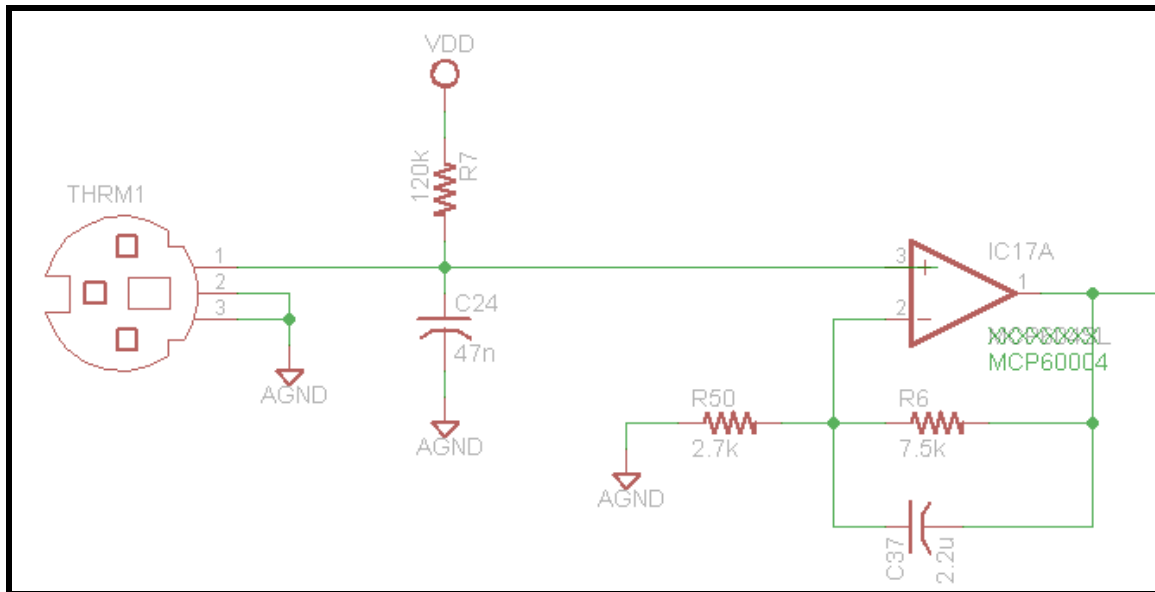 VDD
120k
R7
THRM1
1
2
3
AGND
C24
47n
AGND
3
+
2
−
1
IC17A
MCP60004
R50
2.7k
R6
7.5k
AGND
C37
2.2u